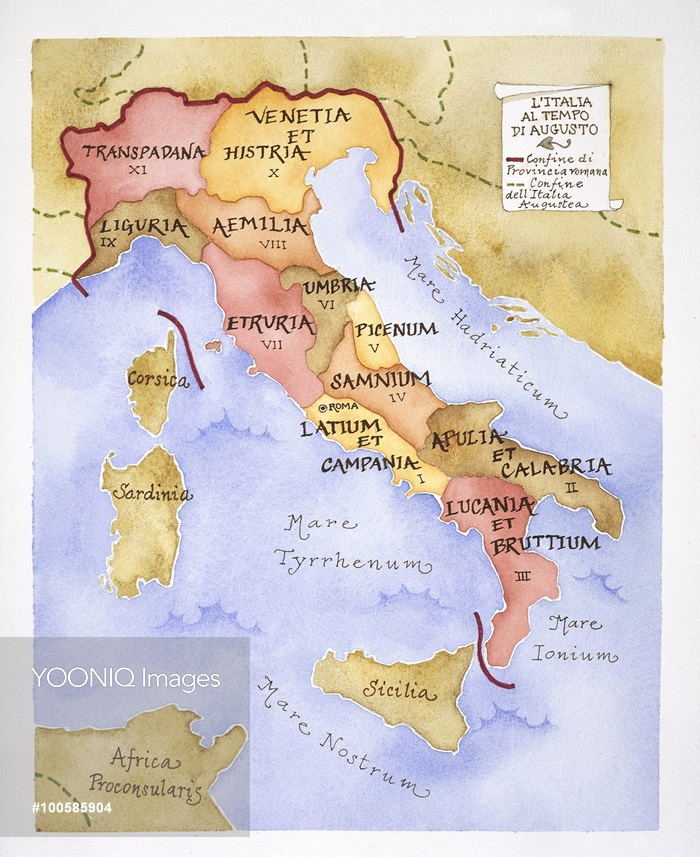 L'ITALIA
AL TEMPO
DI AUGUSTO
Confine di
Provincia romana
Confine
dell'Italia
Augustea
VENETIA
ET
HISTRIA
X
TRANSPADANA
XI
LIGURIA
IX
AEMILIA
VIII
UMBRIA
VI
ETRURIA
VII
PICENUM
V
SAMNIUM
IV
ROMA
LATIUM
ET
CAMPANIA
I
APULIA
ET
CALABRIA
II
LUCANIA
ET
BRUTTIUM
III
Mare Hadriaticum
Corsica
Sardinia
Mare
Tyrrhenum
Mare
Ionium
Sicilia
Mare Nostrum
YOONIQ Images
Africa
Proconsularis
#100585904